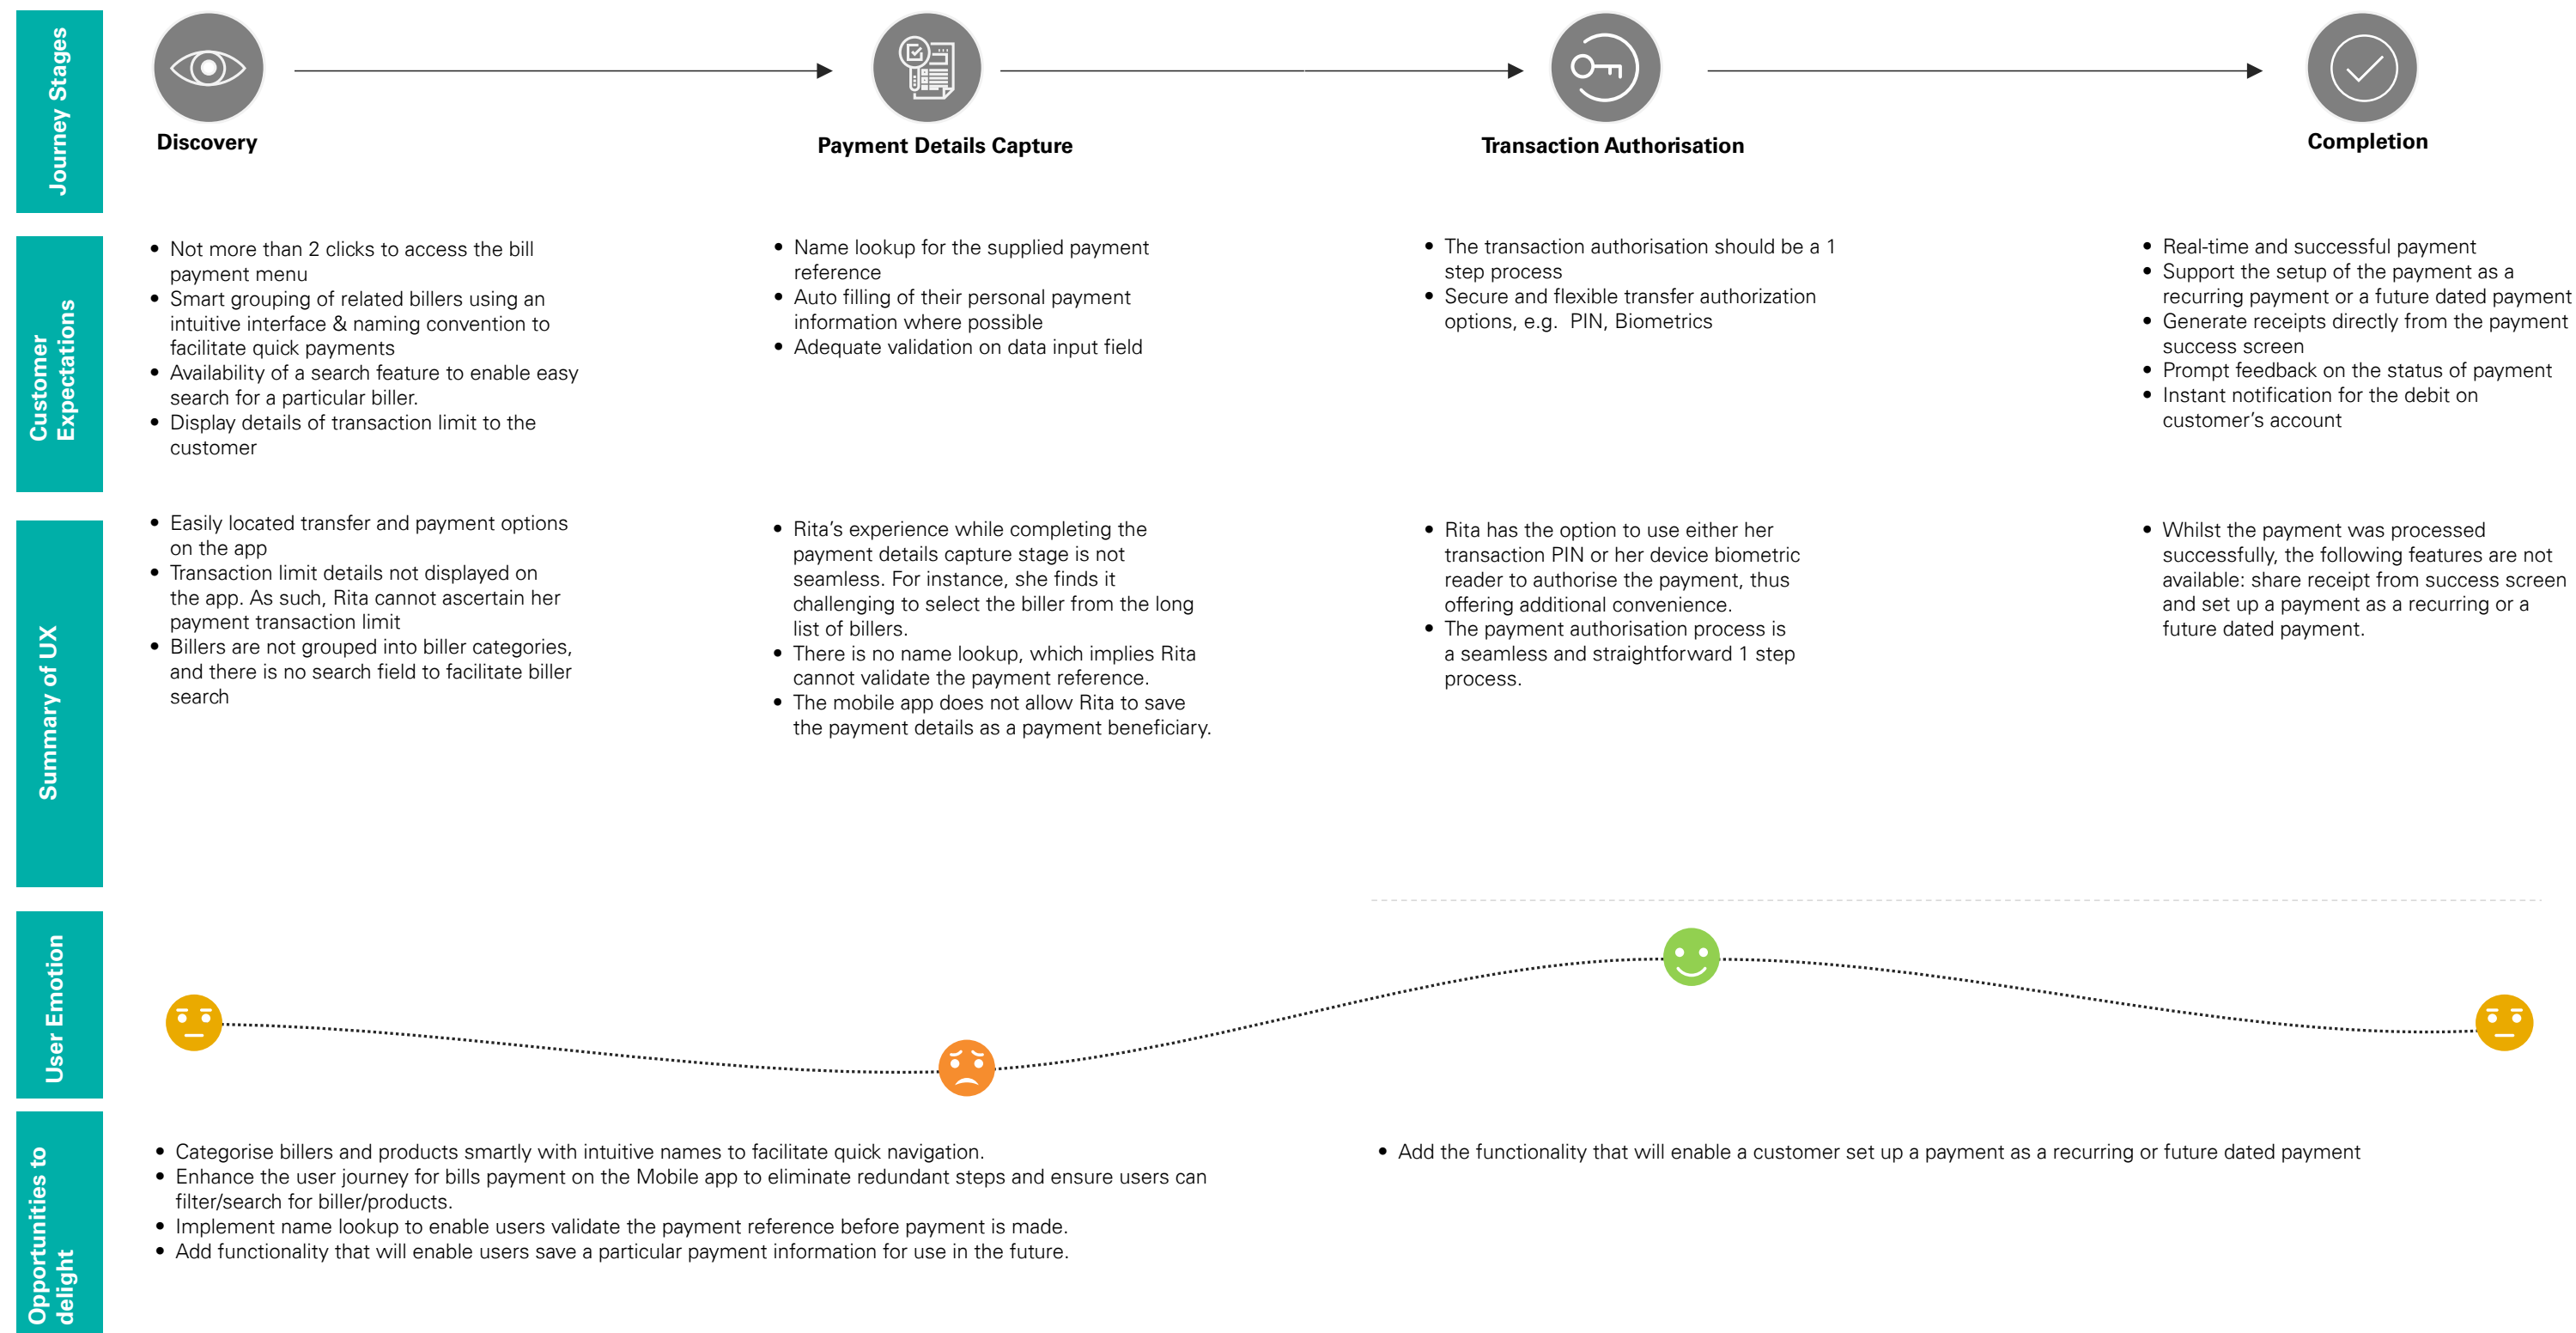 Journey Stages
Discovery
Payment Details Capture
Transaction Authorisation
Completion
Customer
Expectations
• Not more than 2 clicks to access the bill
payment menu
• Smart grouping of related billers using an
intuitive interface & naming convention to
facilitate quick payments
• Availability of a search feature to enable easy
search for a particular biller.
• Display details of transaction limit to the
customer
• Name lookup for the supplied payment
reference
• Auto filling of their personal payment
information where possible
• Adequate validation on data input field
• The transaction authorisation should be a 1
step process
• Secure and flexible transfer authorization
options, e.g. PIN, Biometrics
• Real-time and successful payment
• Support the setup of the payment as a
recurring payment or a future dated payment
• Generate receipts directly from the payment
success screen
• Prompt feedback on the status of payment
• Instant notification for the debit on
customer’s account
Summary of UX
• Easily located transfer and payment options
on the app
• Transaction limit details not displayed on
the app. As such, Rita cannot ascertain her
payment transaction limit
• Billers are not grouped into biller categories,
and there is no search field to facilitate biller
search
• Rita’s experience while completing the
payment details capture stage is not
seamless. For instance, she finds it
challenging to select the biller from the long
list of billers.
• There is no name lookup, which implies Rita
cannot validate the payment reference.
• The mobile app does not allow Rita to save
the payment details as a payment beneficiary.
• Rita has the option to use either her
transaction PIN or her device biometric
reader to authorise the payment, thus
offering additional convenience.
• The payment authorisation process is
a seamless and straightforward 1 step
process.
• Whilst the payment was processed
successfully, the following features are not
available: share receipt from success screen
and set up a payment as a recurring or a
future dated payment.
User Emotion
Opportunities to
delight
• Categorise billers and products smartly with intuitive names to facilitate quick navigation.
• Enhance the user journey for bills payment on the Mobile app to eliminate redundant steps and ensure users can
filter/search for biller/products.
• Implement name lookup to enable users validate the payment reference before payment is made.
• Add functionality that will enable users save a particular payment information for use in the future.
• Add the functionality that will enable a customer set up a payment as a recurring or future dated payment